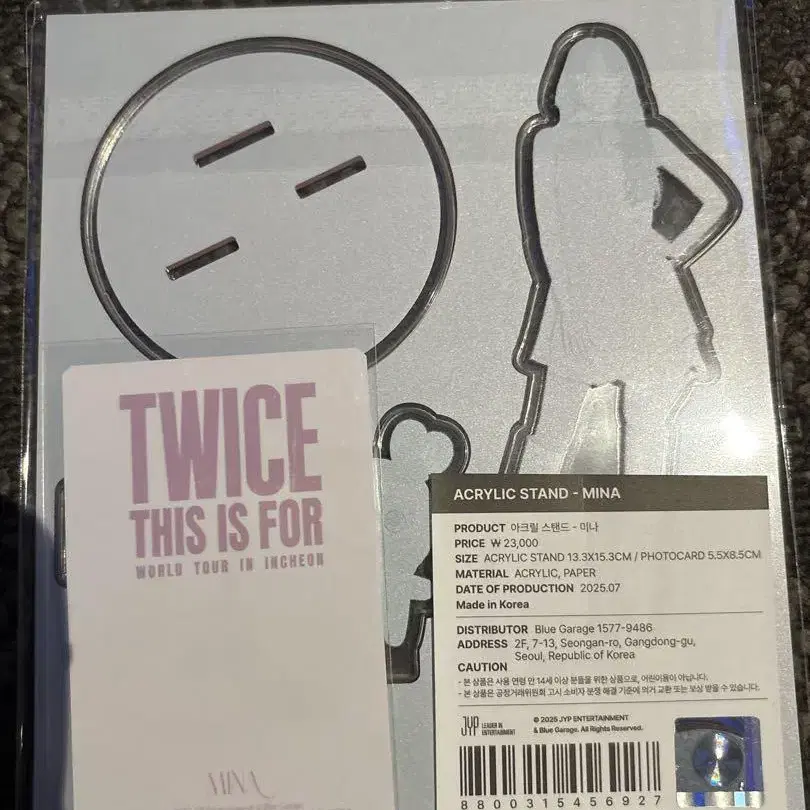 TWICE
THIS IS FOR
WORLD TOUR IN INCHEON
MINA
ACRYLIC STAND - MINA
PRODUCT 아크릴 스탠드 - 미나
PRICE ₩ 23,000
SIZE ACRYLIC STAND 13.3X15.3CM / PHOTOCARD 5.5X8.5CM
MATERIAL ACRYLIC, PAPER
DATE OF PRODUCTION 2025.07
Made in Korea
DISTRIBUTOR Blue Garage 1577-9486
ADDRESS 2F, 7-13, Seongan-ro, Gangdong-gu,
Seoul, Republic of Korea
CAUTION
- 본 상품은 사용 연령 만 14세 이상 분들을 위한 상품으로, 어린이용이 아닙니다.
- 본 상품은 공정거래위원회 고시 소비자 분쟁 해결 기준에 의거 교환 또는 보상 받을 수 있습니다.
JYP LEADER IN
ENTERTAINMENT
© 2025 JYP ENTERTAINMENT
& Blue Garage. All Rights Reserved.
8800315456927